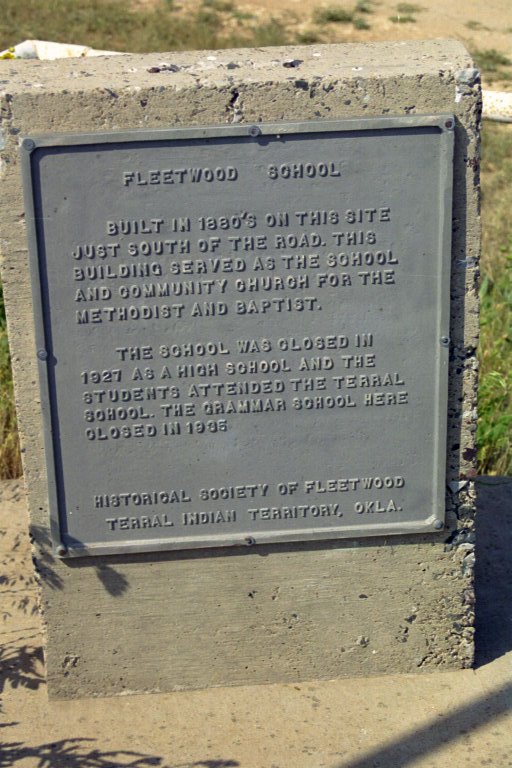 FLEETWOOD SCHOOL
BUILT IN 1880'S ON THIS SITE
JUST SOUTH OF THE ROAD. THIS
BUILDING SERVED AS THE SCHOOL
AND COMMUNITY CHURCH FOR THE
METHODIST AND BAPTIST.
THE SCHOOL WAS CLOSED IN
1927 AS A HIGH SCHOOL AND THE
STUDENTS ATTENDED THE TERRAL
SCHOOL. THE GRAMMAR SCHOOL HERE
CLOSED IN 1935
HISTORICAL SOCIETY OF FLEETWOOD
TERRAL INDIAN TERRITORY, OKLA.